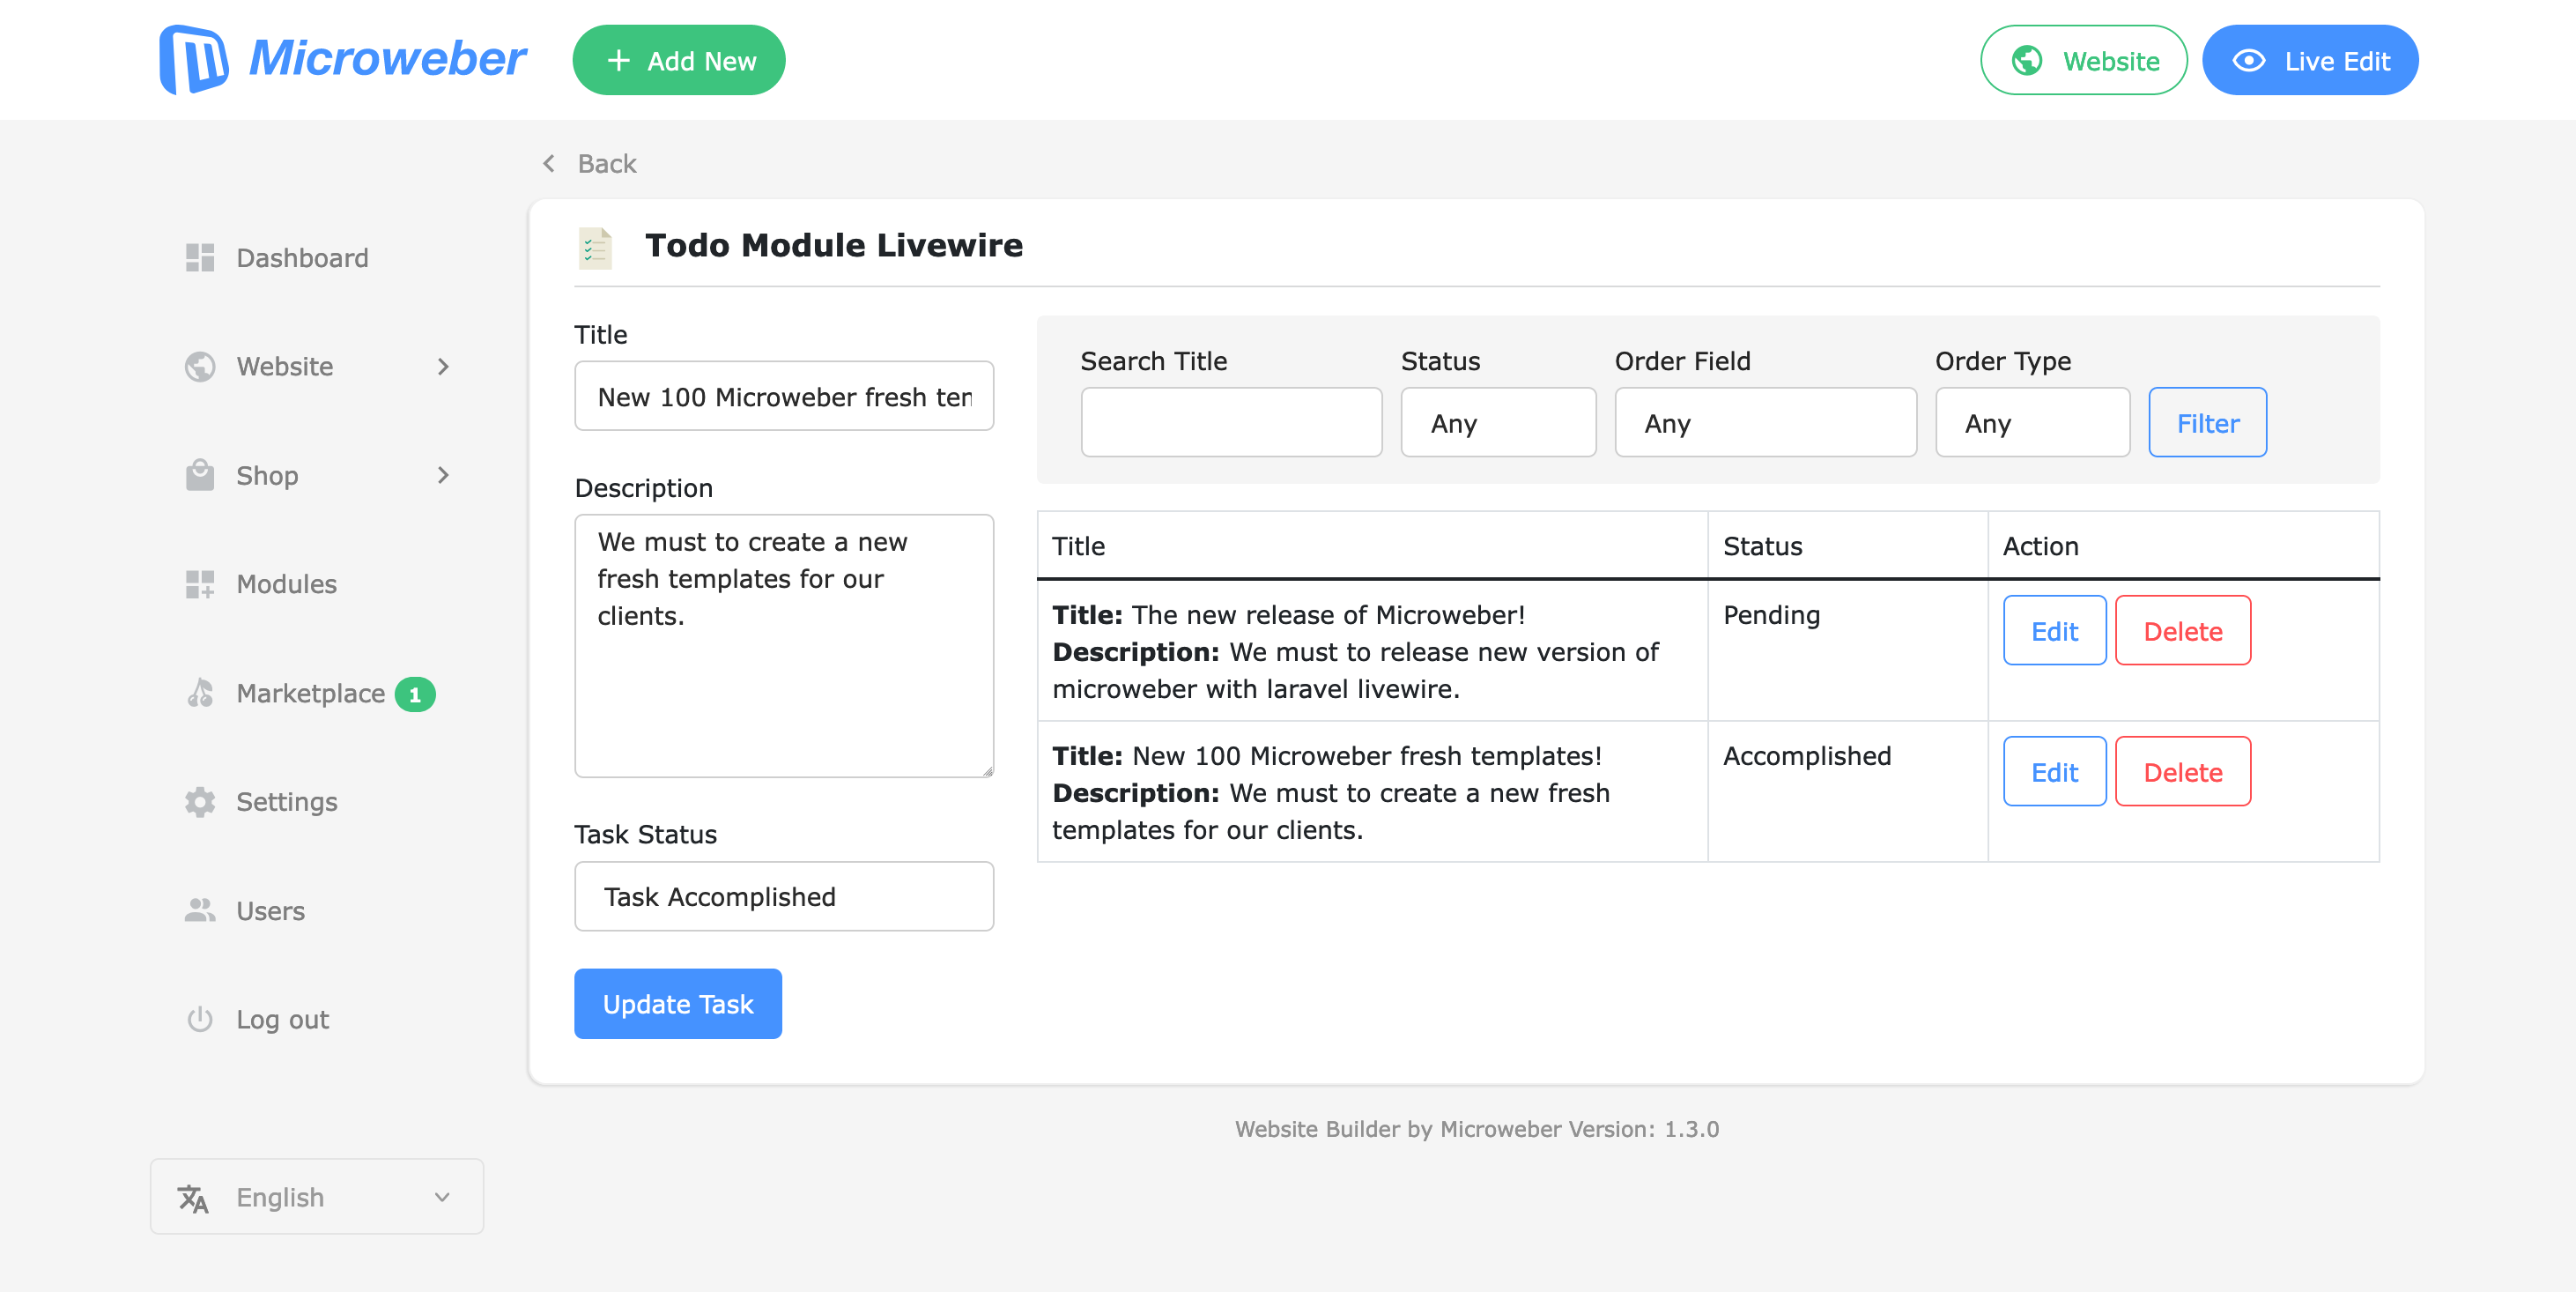 Microweber
Add New
Website
Live Edit
Back
Dashboard
Website
Shop
Modules
Marketplace 1
Settings
Users
Log out
English
Todo Module Livewire
Title
New 100 Microweber fresh ten
Description
We must to create a new
fresh templates for our
clients.
Task Status
Task Accomplished
Update Task
Search Title
Status
Order Field
Order Type
Any
Any
Any
Filter
Title
Status
Action
Title: The new release of Microweber!
Description: We must to release new version of
microweber with laravel livewire.
Pending
Edit
Delete
Title: New 100 Microweber fresh templates!
Description: We must to create a new fresh
templates for our clients.
Accomplished
Edit
Delete
Website Builder by Microweber Version: 1.3.0